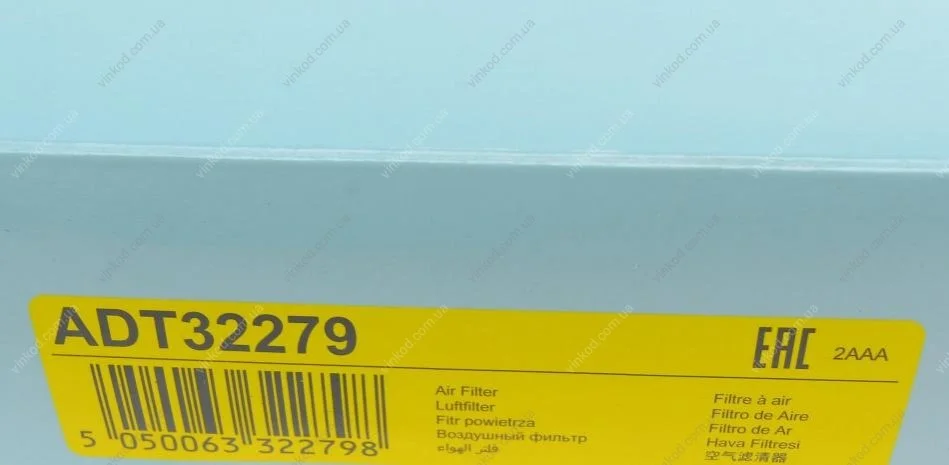 ADT32279
EAC 2AAA
5 050063 322798
Air Filter
Luftfilter
Fitr powietrza
Воздушный фильтр
فلتر الهواء
Filtre à air
Filtro de Aire
Filtro de Ar
Hava Filtresi
空气滤清器
vinkod.com.ua